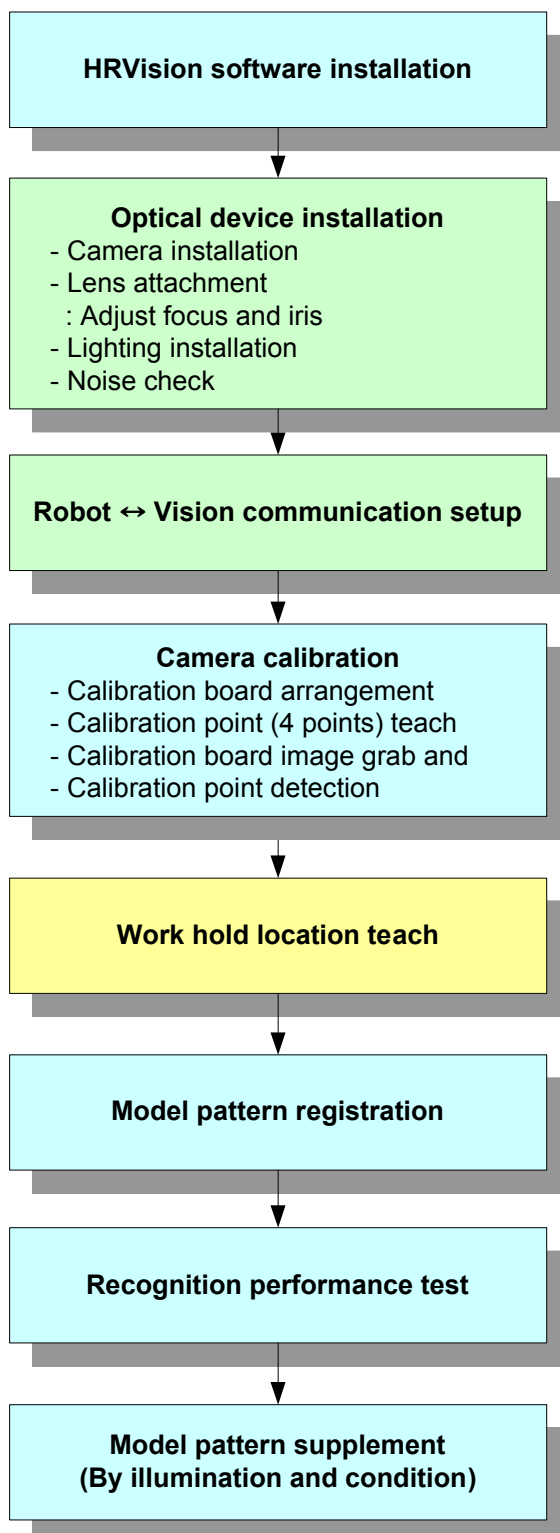 HRVision software installation
Optical device installation
- Camera installation
- Lens attachment
: Adjust focus and iris
- Lighting installation
- Noise check
Robot ↔ Vision communication setup
Camera calibration
- Calibration board arrangement
- Calibration point (4 points) teach
- Calibration board image grab and
- Calibration point detection
Work hold location teach
Model pattern registration
Recognition performance test
Model pattern supplement
(By illumination and condition)